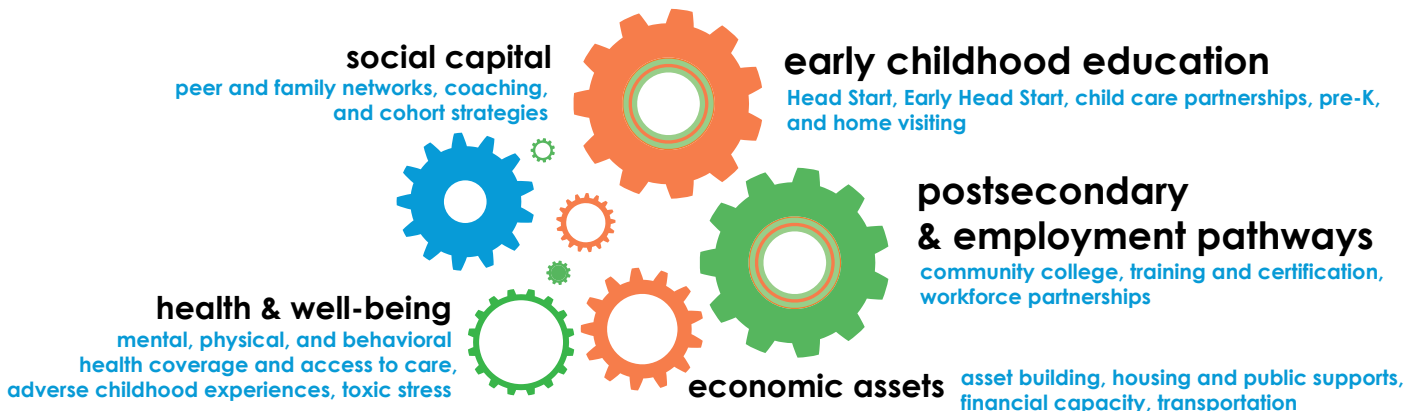 social capital
peer and family networks, coaching,
and cohort strategies
early childhood education
Head Start, Early Head Start, child care partnerships, pre-K,
and home visiting
postsecondary
& employment pathways
community college, training and certification,
workforce partnerships
health & well-being
mental, physical, and behavioral
health coverage and access to care,
adverse childhood experiences, toxic stress
economic assets
asset building, housing and public supports,
financial capacity, transportation